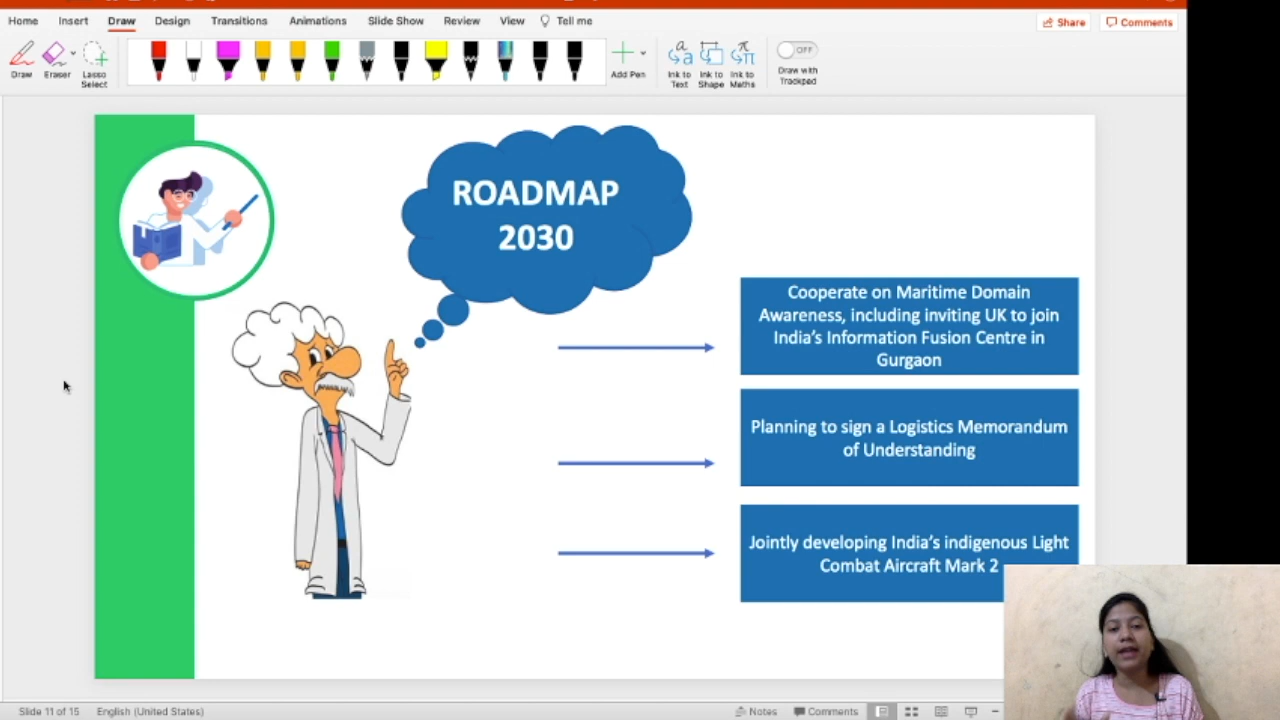 Home Insert Draw Design Transitions Animations Slide Show Review View Tell me
Share Comments
Draw Eraser Lasso Select
Add Pen
Ink to Text Ink to Shape Ink to Maths
OFF
Draw with Trackpad
ROADMAP
2030
Cooperate on Maritime Domain
Awareness, including inviting UK to join
India's Information Fusion Centre in
Gurgaon
Planning to sign a Logistics Memorandum
of Understanding
Jointly developing India's indigenous Light
Combat Aircraft Mark 2
Slide 11 of 15 English (United States) Notes Comments